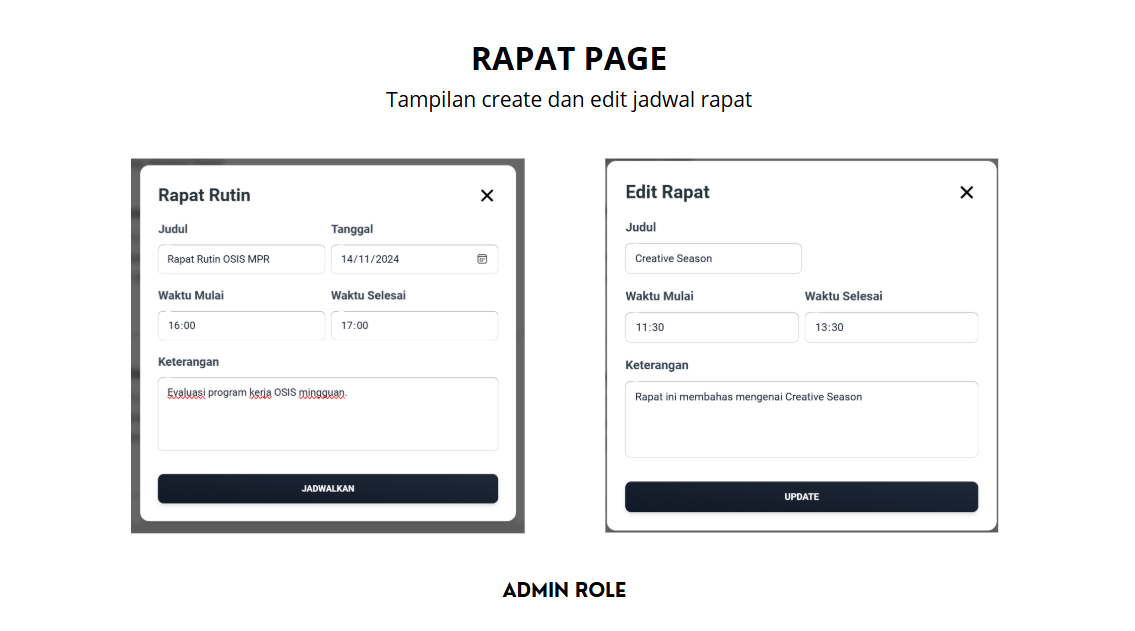 RAPAT PAGE
Tampilan create dan edit jadwal rapat
Rapat Rutin
Judul Tanggal
Rapat Rutin OSIS MPR 14/11/2024
Waktu Mulai Waktu Selesai
16:00 17:00
Keterangan
Evaluasi program kerja OSIS mingguan.
JADWALKAN
Edit Rapat
Judul
Creative Season
Waktu Mulai Waktu Selesai
11:30 13:30
Keterangan
Rapat ini membahas mengenai Creative Season
UPDATE
ADMIN ROLE